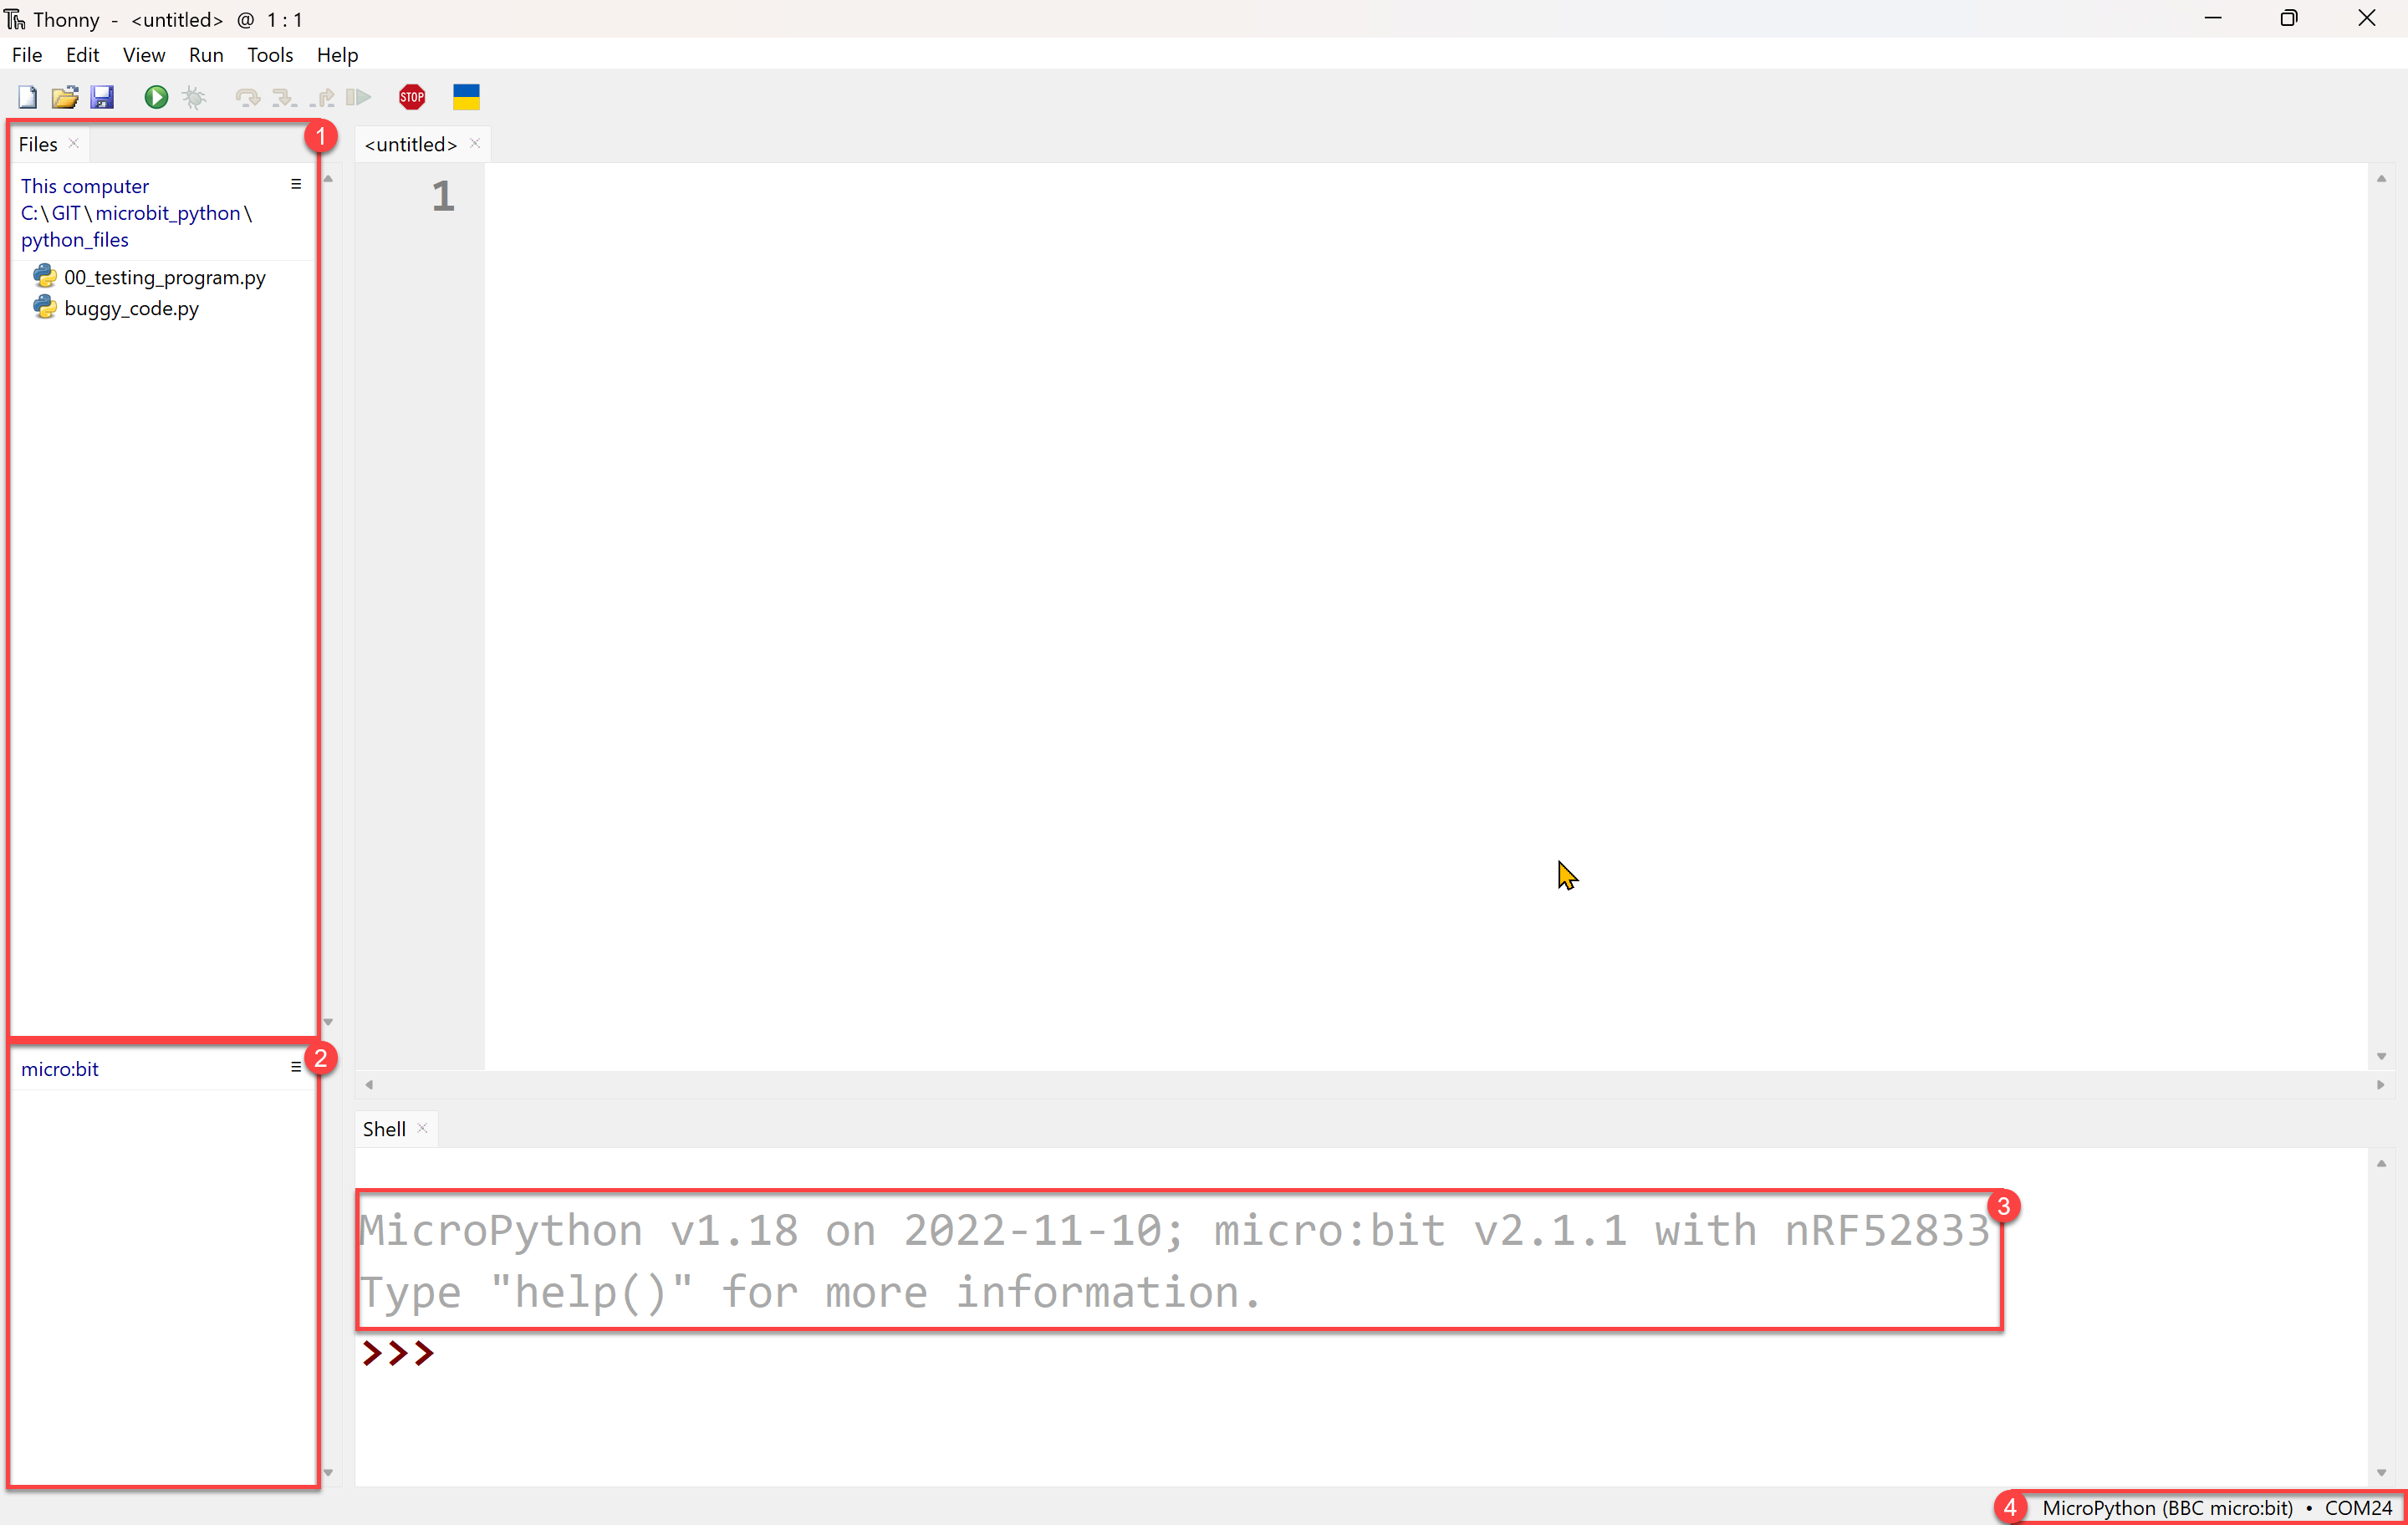 Thonny - <untitled> @ 1:1
File Edit View Run Tools Help
STOP
Files
1
This computer
C:\GIT\microbit_python\
python_files
00_testing_program.py
buggy_code.py
micro:bit
2
<untitled>
1
Shell
MicroPython v1.18 on 2022-11-10; micro:bit v2.1.1 with nRF52833
3
Type "help()" for more information.
>>>
4
MicroPython (BBC micro:bit) • COM24